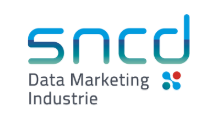 sncd
Data Marketing
Industrie